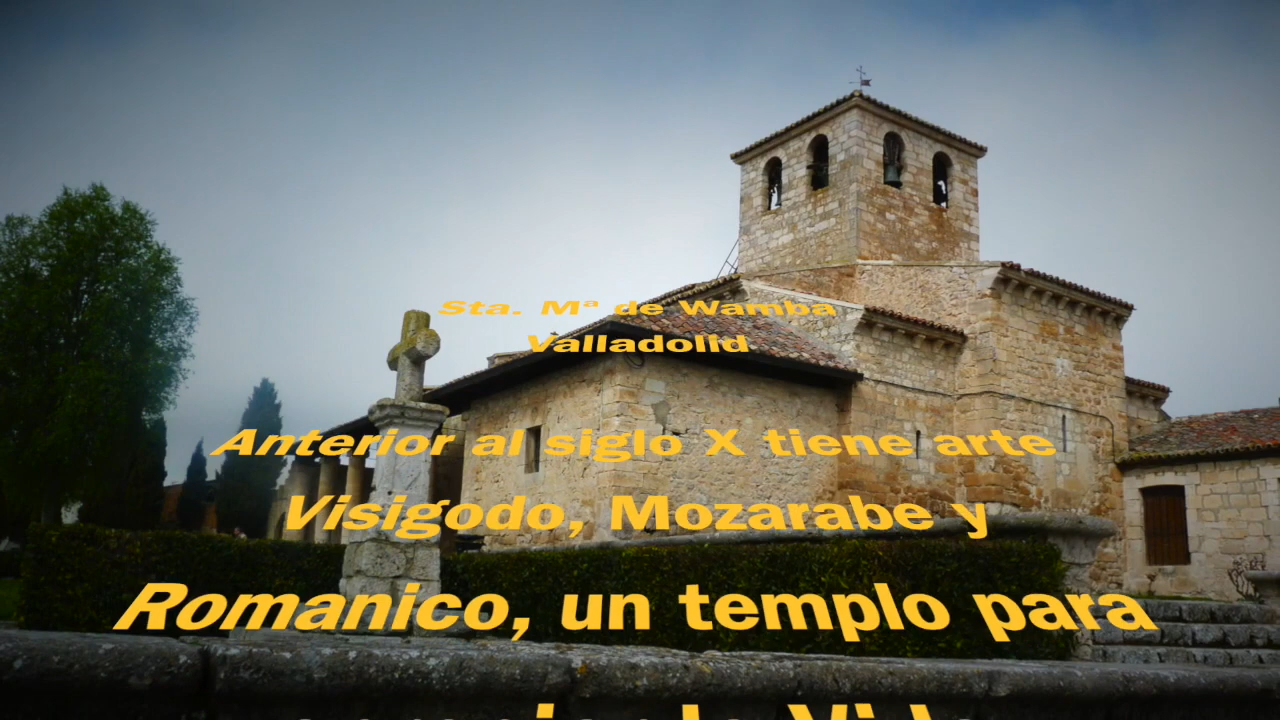 Sta. Mª de Wamba
Valladolid
Anterior al siglo X tiene arte
Visigodo, Mozarabe y
Romanico, un templo para